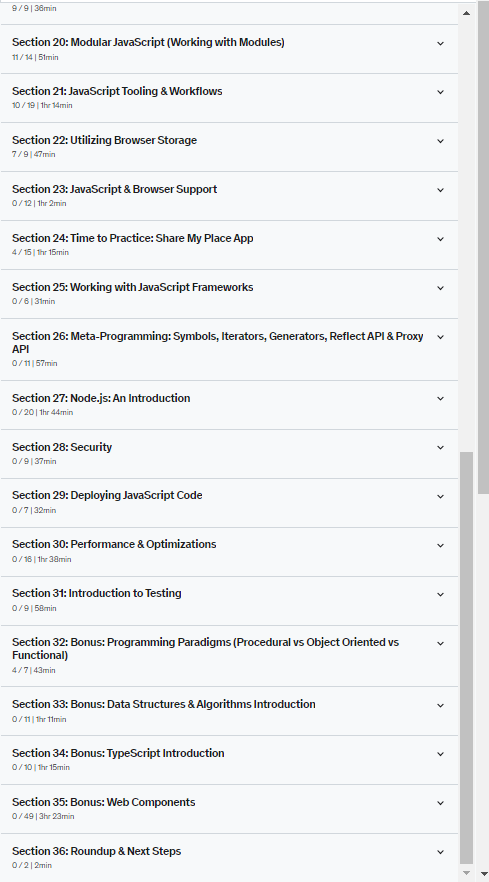 9 / 9 | 36min
Section 20: Modular JavaScript (Working with Modules)
11 / 14 | 51min
Section 21: JavaScript Tooling & Workflows
10 / 19 | 1hr 14min
Section 22: Utilizing Browser Storage
7 / 9 | 47min
Section 23: JavaScript & Browser Support
0 / 12 | 1hr 2min
Section 24: Time to Practice: Share My Place App
4 / 15 | 1hr 15min
Section 25: Working with JavaScript Frameworks
0 / 6 | 31min
Section 26: Meta-Programming: Symbols, Iterators, Generators, Reflect API & Proxy
API
0 / 11 | 57min
Section 27: Node.js: An Introduction
0 / 20 | 1hr 44min
Section 28: Security
0 / 9 | 37min
Section 29: Deploying JavaScript Code
0 / 7 | 32min
Section 30: Performance & Optimizations
0 / 16 | 1hr 38min
Section 31: Introduction to Testing
0 / 9 | 58min
Section 32: Bonus: Programming Paradigms (Procedural vs Object Oriented vs
Functional)
4 / 7 | 43min
Section 33: Bonus: Data Structures & Algorithms Introduction
0 / 11 | 1hr 11min
Section 34: Bonus: TypeScript Introduction
0 / 10 | 1hr 15min
Section 35: Bonus: Web Components
0 / 49 | 3hr 23min
Section 36: Roundup & Next Steps
0 / 2 | 2min